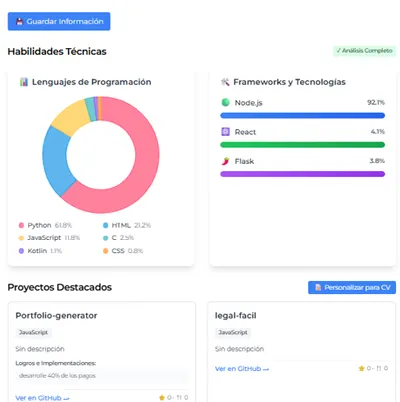 Guardar Información
Habilidades Técnicas
✓ Análisis Completo
Lenguajes de Programación
Python 61.8%
HTML 21.2%
JavaScript 11.8%
C 2.5%
Kotlin 1.1%
CSS 0.8%
Frameworks y Tecnologías
Node.js 92.1%
React 4.1%
Flask 3.8%
Proyectos Destacados
Personalizar para CV
Portfolio-generator
JavaScript
Sin descripción
Logros e Implementaciones:
desarrolle 40% de los pagos
Ver en GitHub
0 0
legal-facil
JavaScript
Sin descripción
Ver en GitHub
0 0